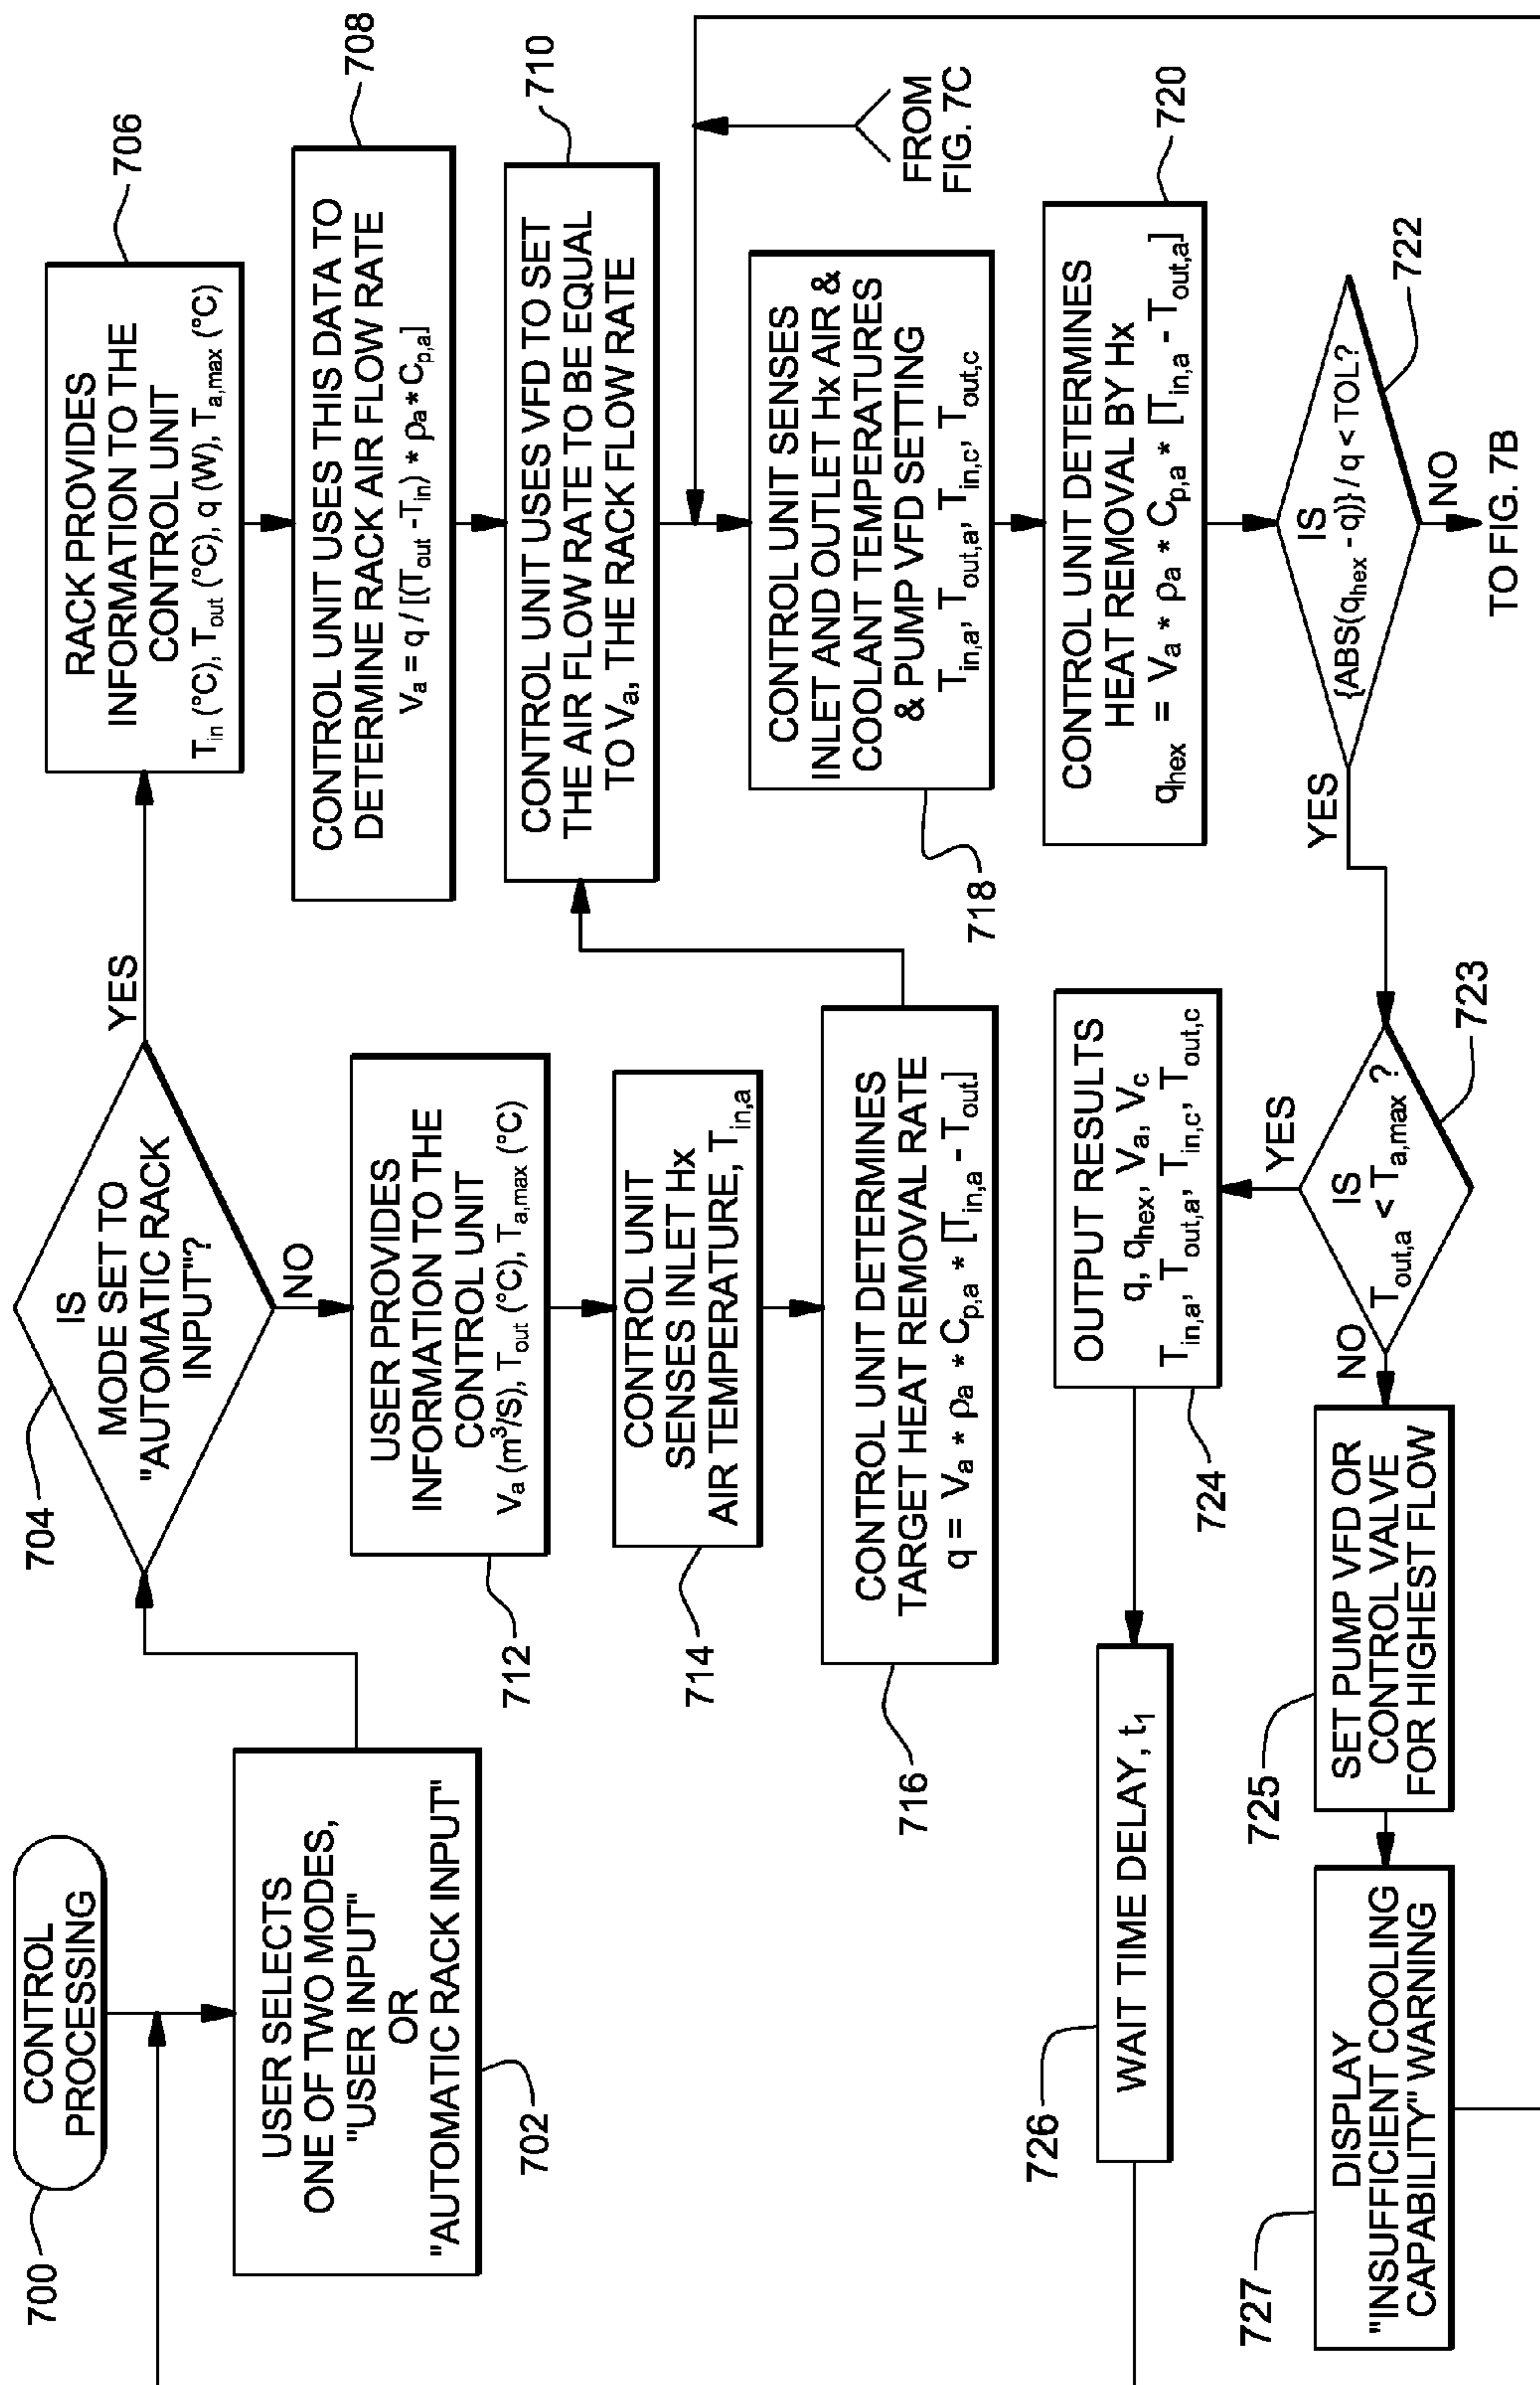 700
CONTROL
PROCESSING
USER SELECTS
ONE OF TWO MODES,
"USER INPUT"
OR
"AUTOMATIC RACK INPUT"
702
704
IS
MODE SET TO
"AUTOMATIC RACK
INPUT"?
YES
NO
RACK PROVIDES
INFORMATION TO THE
CONTROL UNIT
T_in (°C), T_out (°C), q (W), T_a,max (°C)
706
CONTROL UNIT USES THIS DATA TO
DETERMINE RACK AIR FLOW RATE
V_a = q / [(T_out - T_in) * ρ_a * C_p,a]
708
CONTROL UNIT USES VFD TO SET
THE AIR FLOW RATE TO BE EQUAL
TO V_a, THE RACK FLOW RATE
710
USER PROVIDES
INFORMATION TO THE
CONTROL UNIT
V_a (m³/S), T_out (°C), T_a,max (°C)
712
CONTROL UNIT
SENSES INLET Hx
AIR TEMPERATURE, T_in,a
714
CONTROL UNIT DETERMINES
TARGET HEAT REMOVAL RATE
q = V_a * ρ_a * C_p,a * [T_in,a - T_out]
716
FROM
FIG. 7C
CONTROL UNIT SENSES
INLET AND OUTLET Hx AIR &
COOLANT TEMPERATURES
& PUMP VFD SETTING
T_in,a, T_out,a, T_in,c, T_out,c
718
CONTROL UNIT DETERMINES
HEAT REMOVAL BY Hx
q_hex = V_a * ρ_a * C_p,a * [T_in,a - T_out,a]
720
IS
{ABS(q_hex - q)} / q < TOL?
722
YES
NO
TO FIG. 7B
IS
T_out,a < T_a,max ?
723
YES
NO
OUTPUT RESULTS
q, q_hex, V_a, V_c
T_in,a, T_out,a, T_in,c, T_out,c
724
WAIT TIME DELAY, t_1
726
SET PUMP VFD OR
CONTROL VALVE
FOR HIGHEST FLOW
725
DISPLAY
"INSUFFICIENT COOLING
CAPABILITY" WARNING
727